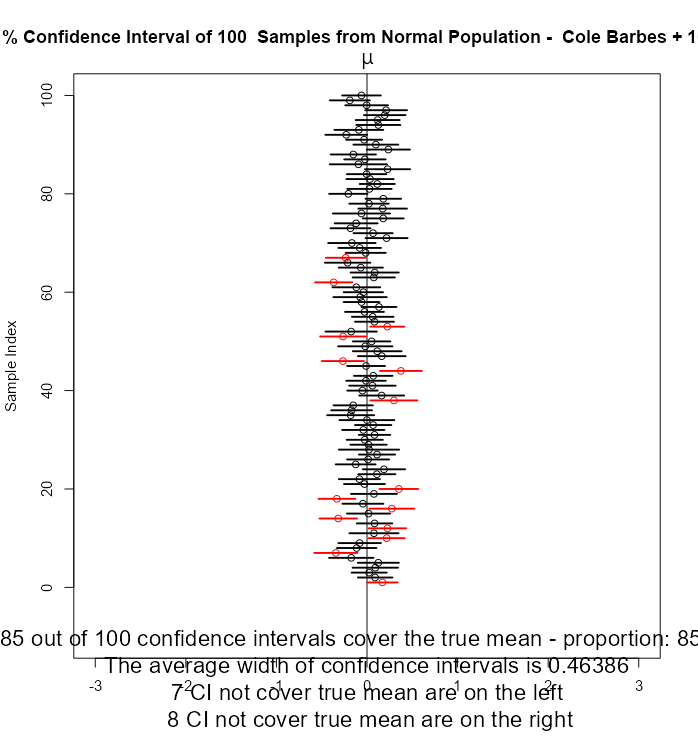 % Confidence Interval of 100 Samples from Normal Population - Cole Barbes + 1
μ
100
80
60
40
20
0
Sample Index
85 out of 100 confidence intervals cover the true mean - proportion: 85
The average width of confidence intervals is 0.46386
-3 -2 -1 0 1 2 3
7 CI not cover true mean are on the left
8 CI not cover true mean are on the right